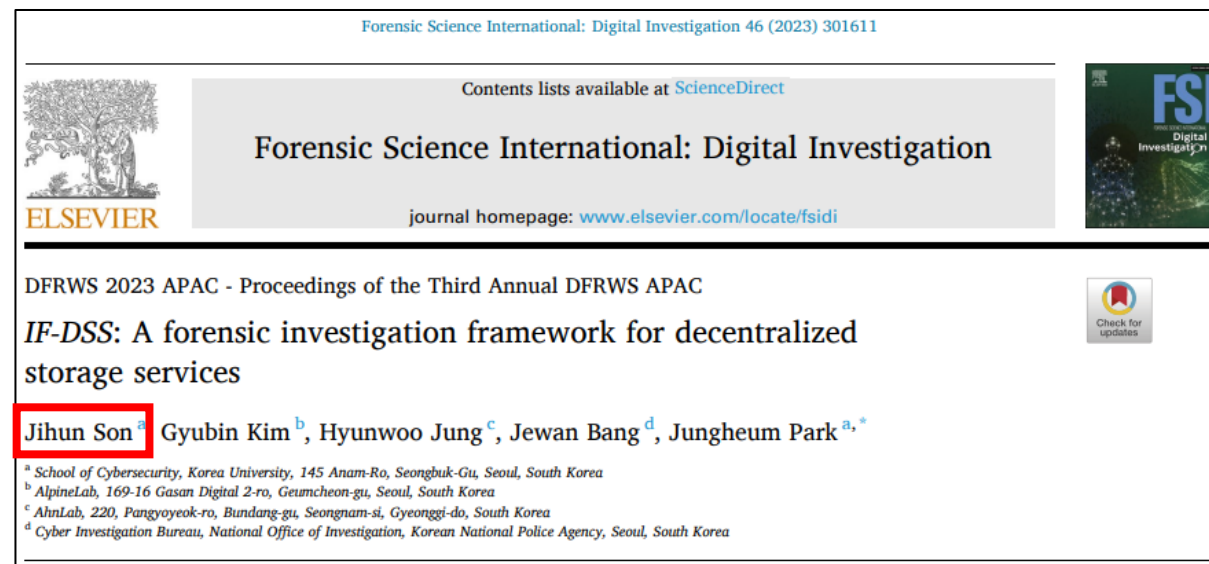 Forensic Science International: Digital Investigation 46 (2023) 301611
Contents lists available at ScienceDirect
Forensic Science International: Digital Investigation
journal homepage: www.elsevier.com/locate/fsidi
ELSEVIER
FSI
Digital
Investigation
DFRWS 2023 APAC - Proceedings of the Third Annual DFRWS APAC
Check for
updates
IF-DSS: A forensic investigation framework for decentralized
storage services
Jihun Son a Gyubin Kim b, Hyunwoo Jung c, Jewan Bang d, Jungheum Park a,*
a School of Cybersecurity, Korea University, 145 Anam-Ro, Seongbuk-Gu, Seoul, South Korea
b AlpineLab, 169-16 Gasan Digital 2-ro, Geumcheon-gu, Seoul, South Korea
c AhnLab, 220, Pangyoyeok-ro, Bundang-gu, Seongnam-si, Gyeonggi-do, South Korea
d Cyber Investigation Bureau, National Office of Investigation, Korean National Police Agency, Seoul, South Korea